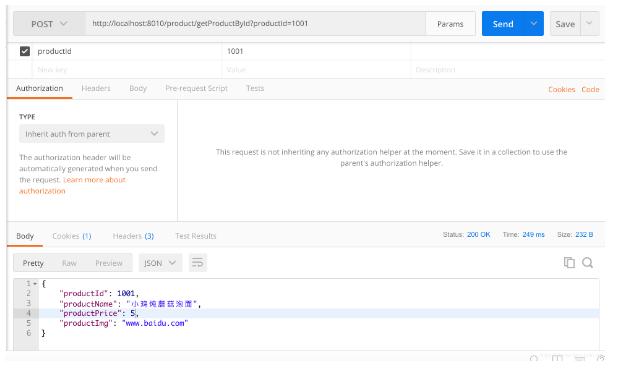 POST http://localhost:8010/product/getProductById?productId=1001 Params Send Save
productId 1001
New key Value Description
Authorization Headers Body Pre-request Script Tests Cookies Code
TYPE
Inherit auth from parent
The authorization header will be
automatically generated when you send
the request. Learn more about
authorization
This request is not inheriting any authorization helper at the moment. Save it in a collection to use the
parent's authorization helper.
Body Cookies (1) Headers (3) Test Results Status: 200 OK Time: 249 ms Size: 232 B
Pretty Raw Preview JSON
1 {
2 "productId": 1001,
3 "productName": "小鸡炖蘑菇泡面",
4 "productPrice": 5,
5 "productImg": "www.baidu.com"
6 }